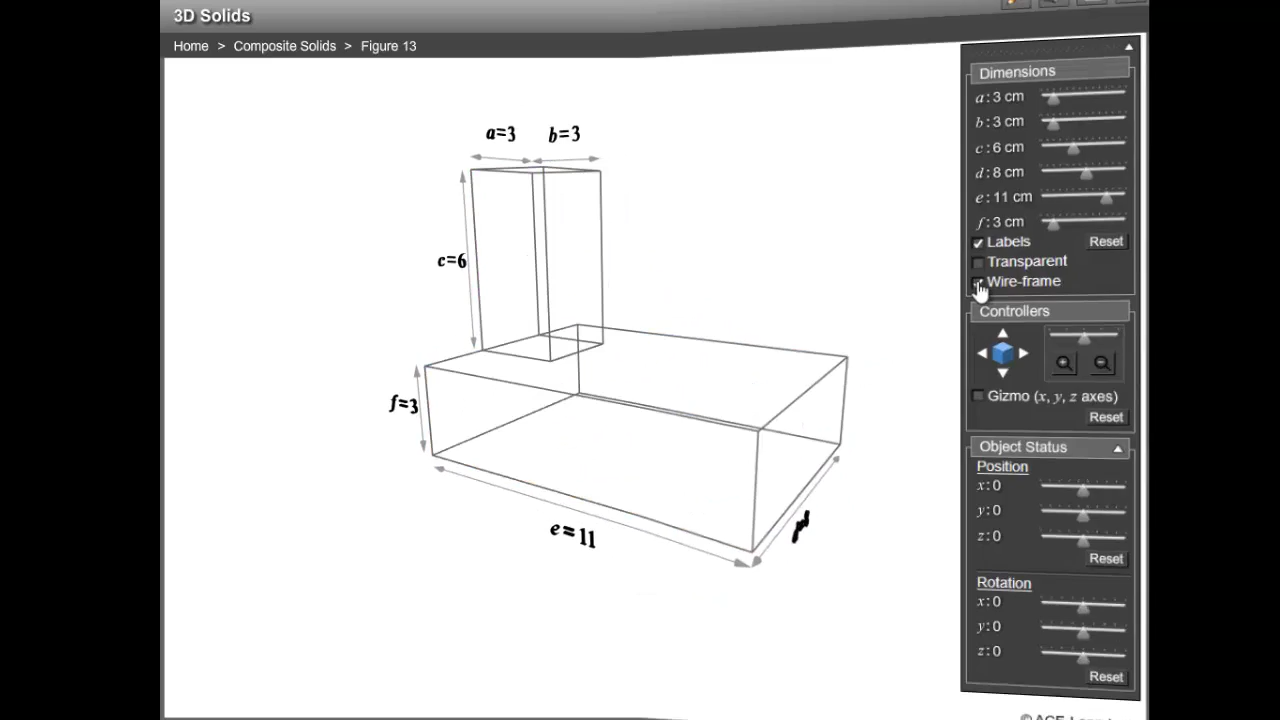 3D Solids
Home > Composite Solids > Figure 13
a=3 b=3
c=6
f=3
e=11
Dimensions
a:3 cm
b:3 cm
c:6 cm
d:8 cm
e:11 cm
f:3 cm
Labels Reset
Transparent
Wire-frame
Controllers
Gizmo (x, y, z axes)
Reset
Object Status
Position
x:0
y:0
z:0
Reset
Rotation
x:0
y:0
z:0
Reset